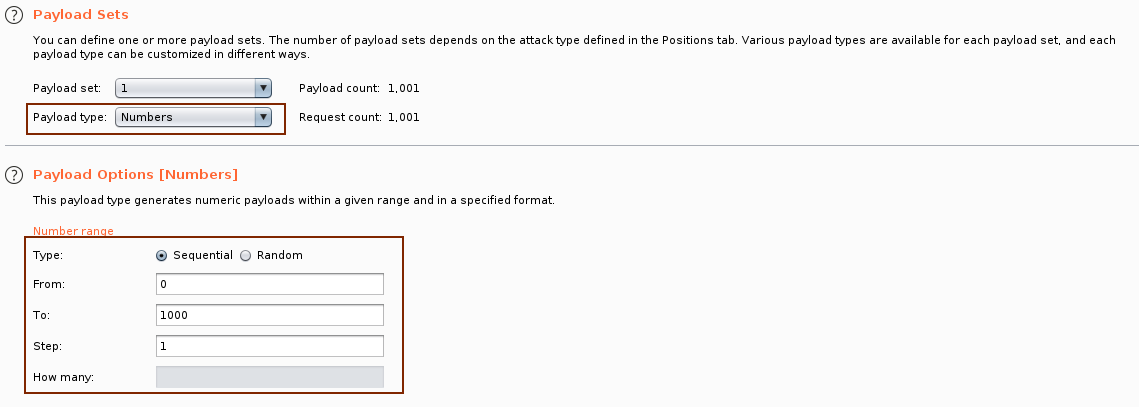 Payload Sets
You can define one or more payload sets. The number of payload sets depends on the attack type defined in the Positions tab. Various payload types are available for each payload set, and each
payload type can be customized in different ways.
Payload set: 1 Payload count: 1,001
Payload type: Numbers Request count: 1,001
Payload Options [Numbers]
This payload type generates numeric payloads within a given range and in a specified format.
Number range
Type: Sequential Random
From: 0
To: 1000
Step: 1
How many: